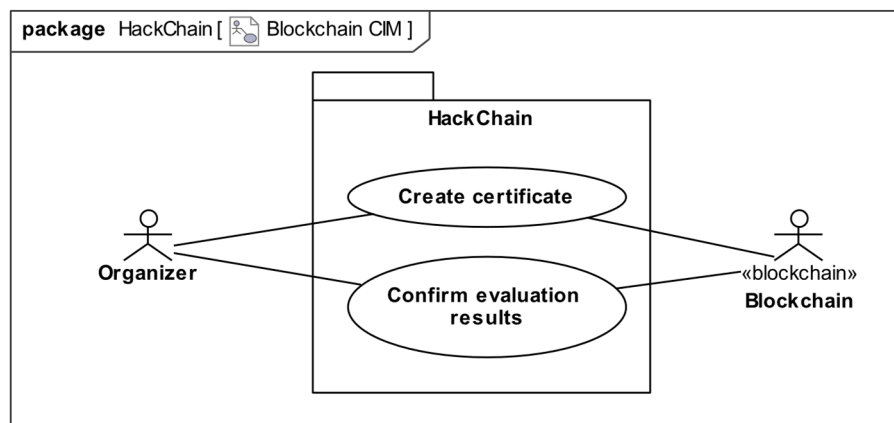 package HackChain [ Blockchain CIM ]
HackChain
Create certificate
Organizer
Confirm evaluation
results
«blockchain»
Blockchain